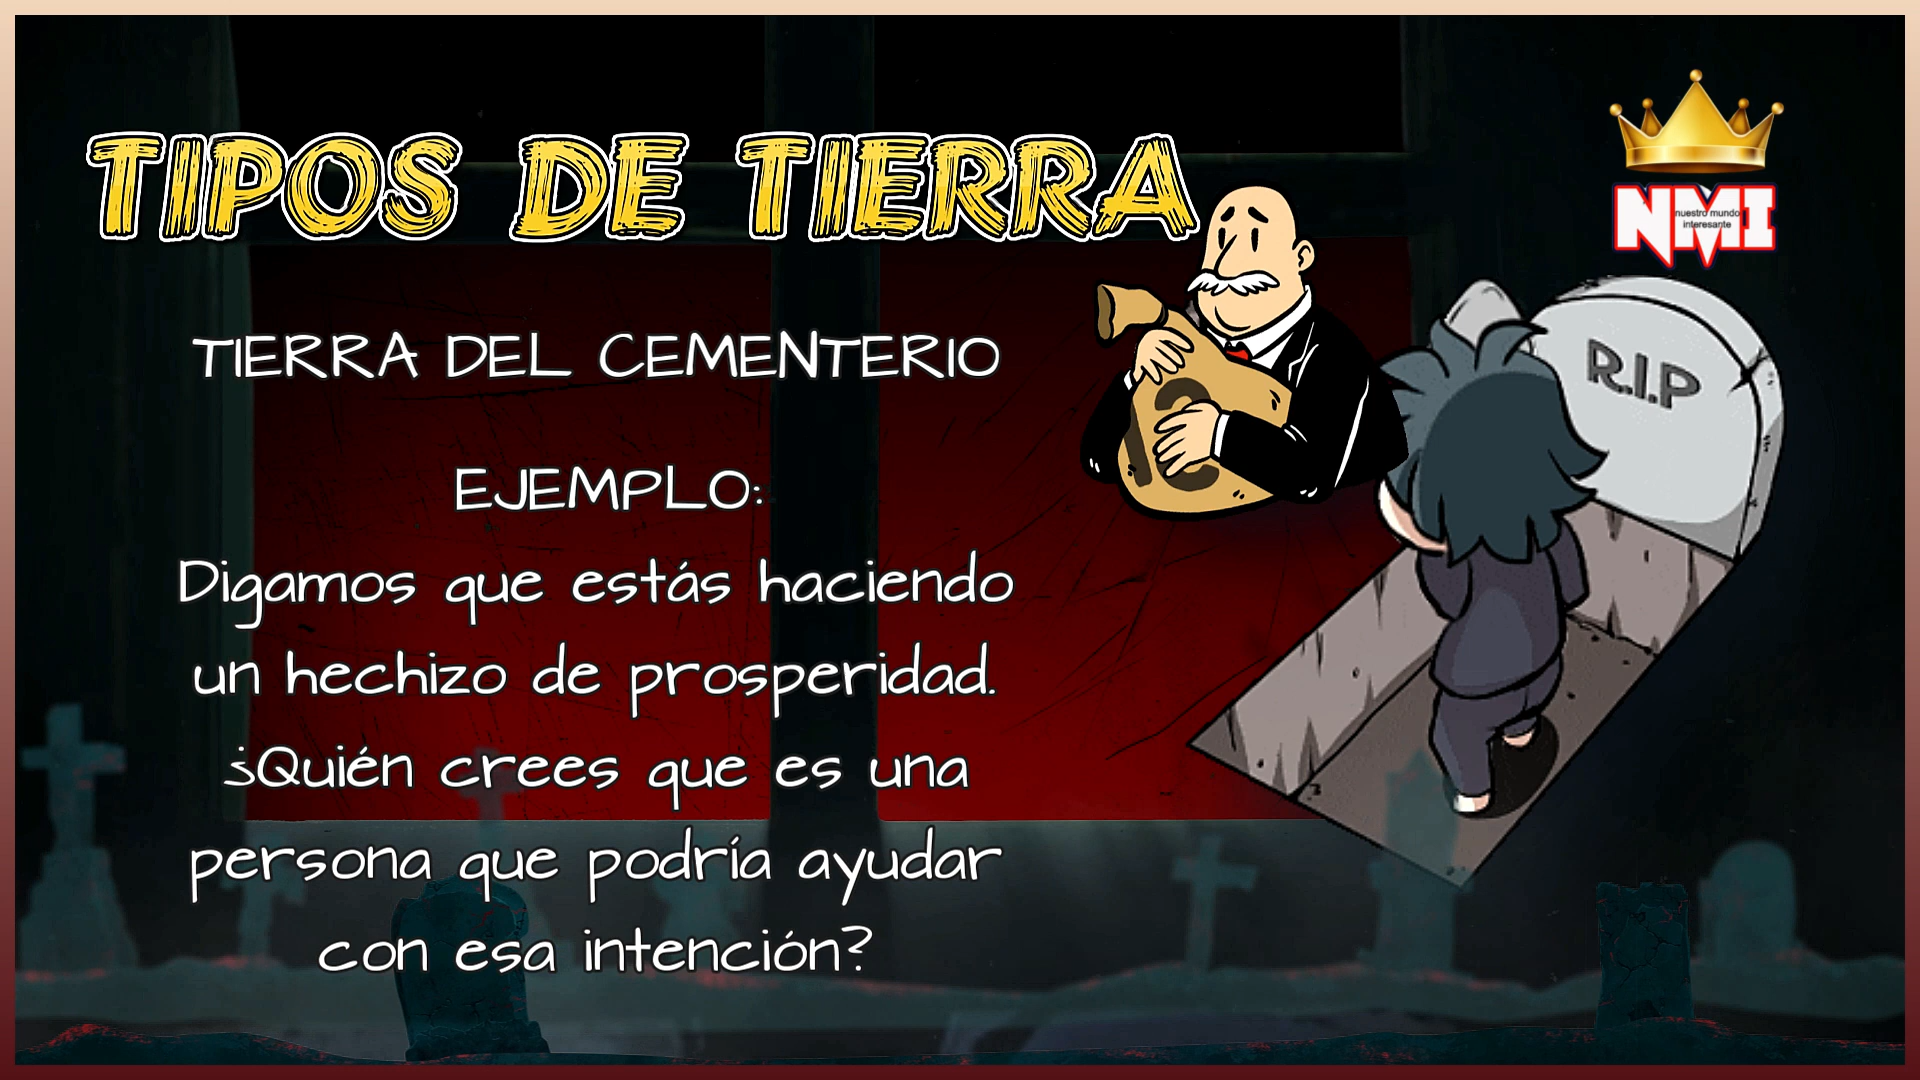 TIPOS DE TIERRA
NMI
nuestro mundo
interesante
TIERRA DEL CEMENTERIO
R.I.P
EJEMPLO:
Digamos que estás haciendo
un hechizo de prosperidad.
¿Quién crees que es una
persona que podría ayudar
con esa intención?